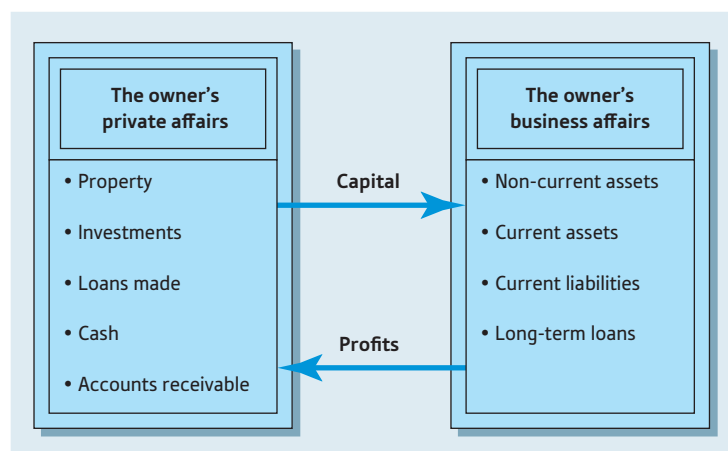 The owner's
private affairs
• Property
• Investments
• Loans made
• Cash
• Accounts receivable
Capital
Profits
The owner's
business affairs
• Non-current assets
• Current assets
• Current liabilities
• Long-term loans